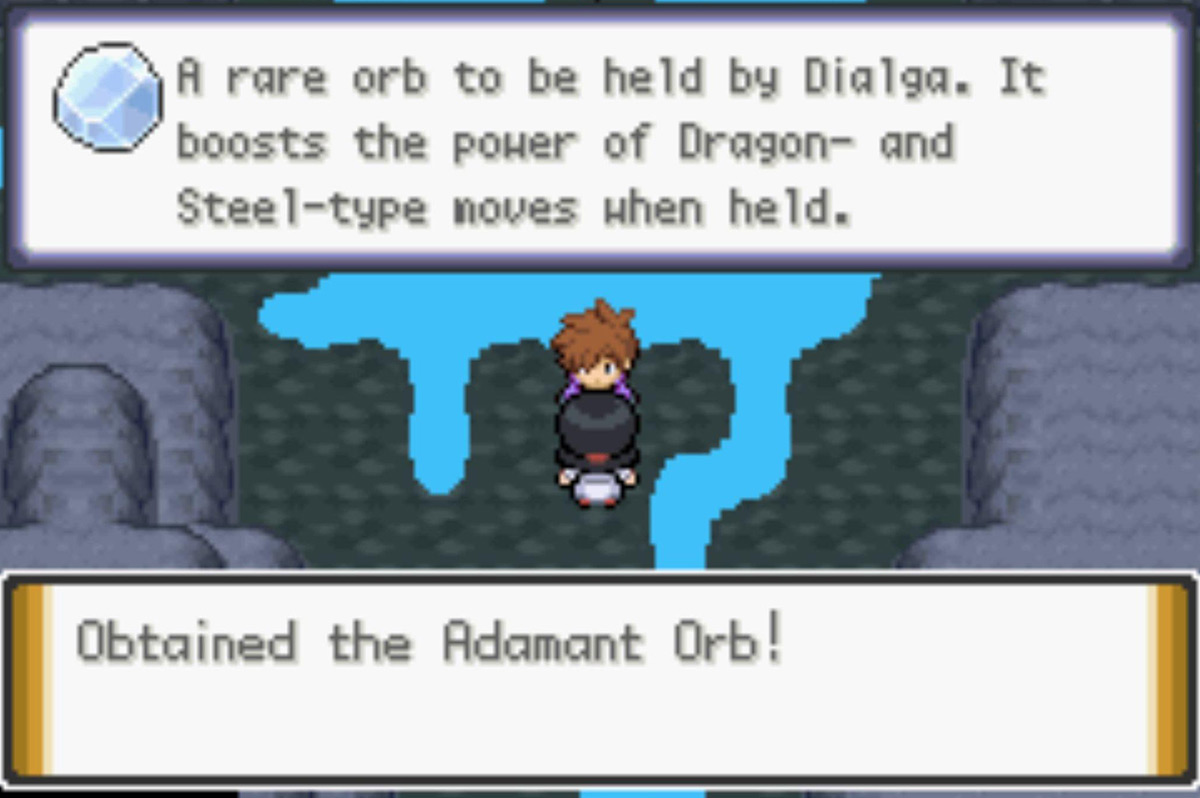 A rare orb to be held by Dialga. It
boosts the power of Dragon- and
Steel-type moves when held.
Obtained the Adamant Orb!